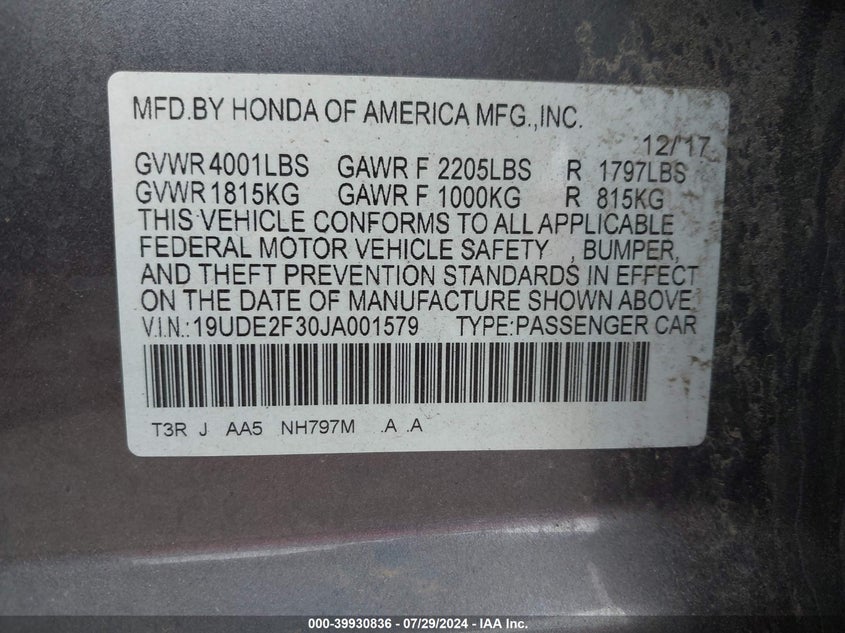 MFD.BY HONDA OF AMERICA MFG.,INC.
12/17
GVWR 4001LBS GAWR F 2205LBS R 1797LBS
GVWR 1815KG GAWR F 1000KG R 815KG
THIS VEHICLE CONFORMS TO ALL APPLICABLE
FEDERAL MOTOR VEHICLE SAFETY , BUMPER,
AND THEFT PREVENTION STANDARDS IN EFFECT
ON THE DATE OF MANUFACTURE SHOWN ABOVE.
V.I.N.:19UDE2F30JA001579 TYPE:PASSENGER CAR
T3R J AA5 NH797M .A .A
000-39930836 / 07/29/2024 - IAA Inc.